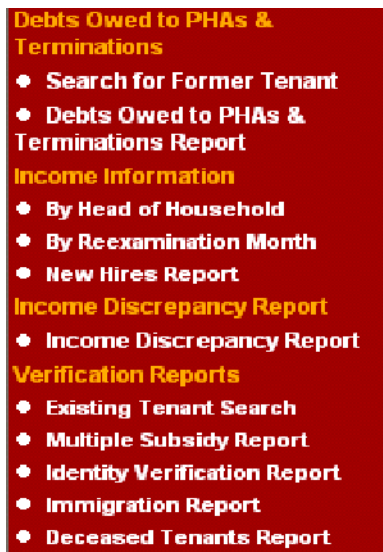 Debts Owed to PHAs &
Terminations
● Search for Former Tenant
● Debts Owed to PHAs &
Terminations Report
Income Information
● By Head of Household
● By Reexamination Month
● New Hires Report
Income Discrepancy Report
● Income Discrepancy Report
Verification Reports
● Existing Tenant Search
● Multiple Subsidy Report
● Identity Verification Report
● Immigration Report
● Deceased Tenants Report